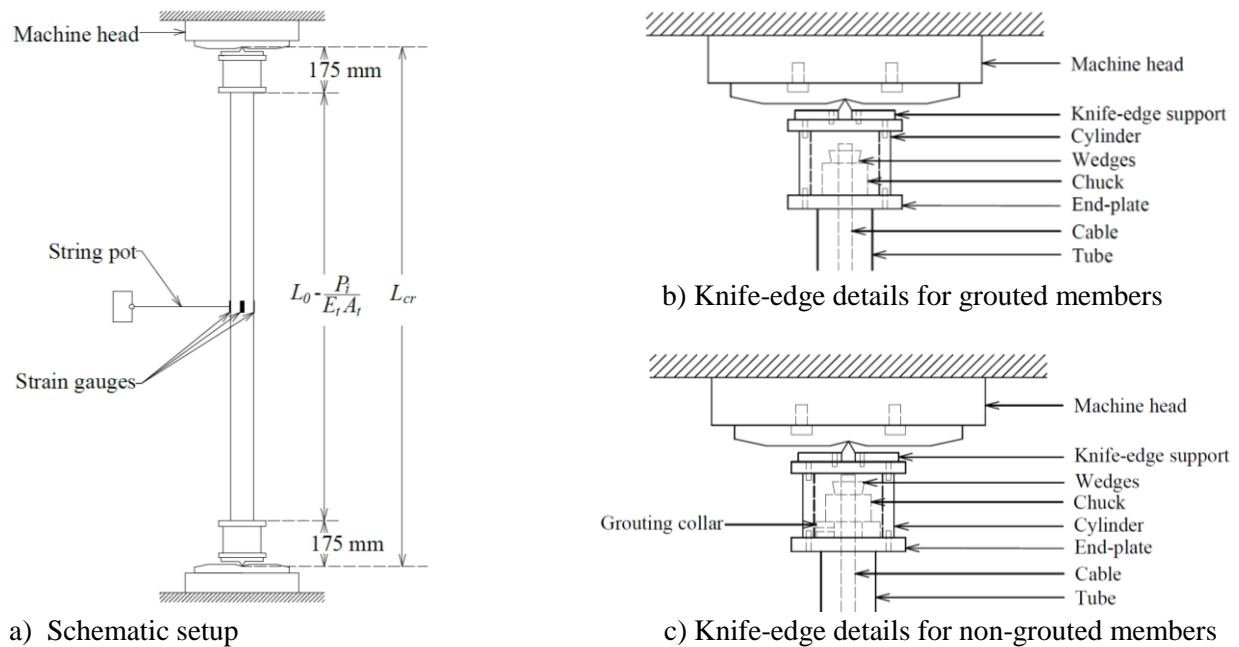 Machine head
175 mm
String pot
L₀ - Pᵢ / EₜAₜ
L_cr
Strain gauges
175 mm
a) Schematic setup
Machine head
Knife-edge support
Cylinder
Wedges
Chuck
End-plate
Cable
Tube
b) Knife-edge details for grouted members
Machine head
Knife-edge support
Wedges
Chuck
Grouting collar
Cylinder
End-plate
Cable
Tube
c) Knife-edge details for non-grouted members